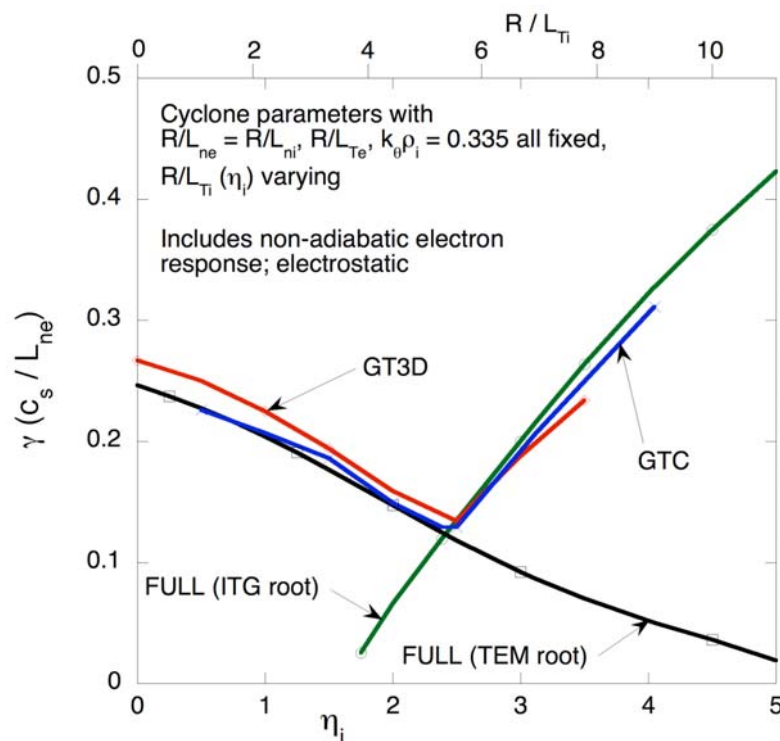 R / L_Ti
0 2 4 6 8 10
0.5
0.4
0.3
0.2
0.1
0
γ (c_s / L_ne)
Cyclone parameters with
R/L_ne = R/L_ni, R/L_Te, k_θρ_i = 0.335 all fixed,
R/L_Ti (η_i) varying
Includes non-adiabatic electron
response; electrostatic
GT3D
GTC
FULL (ITG root)
FULL (TEM root)
0 1 2 3 4 5
η_i